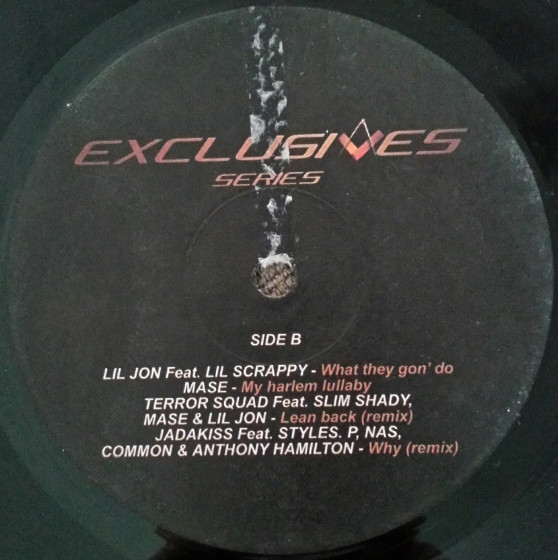 EXCLUSIVES
SERIES
SIDE B
LIL JON Feat. LIL SCRAPPY - What they gon' do
MASE - My harlem lullaby
TERROR SQUAD Feat. SLIM SHADY,
MASE & LIL JON - Lean back (remix)
JADAKISS Feat. STYLES. P, NAS,
COMMON & ANTHONY HAMILTON - Why (remix)